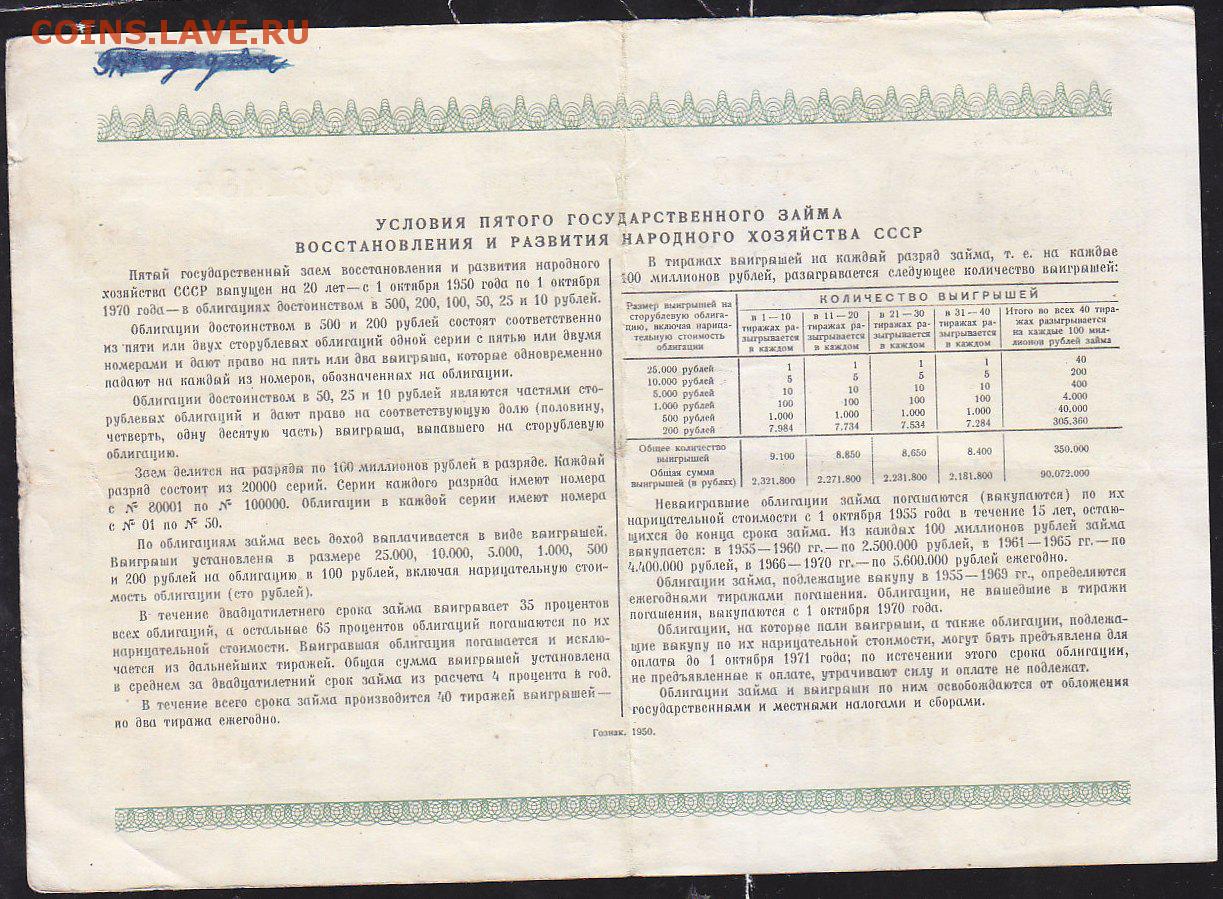 COINS.LAVE.RU
УСЛОВИЯ ПЯТОГО ГОСУДАРСТВЕННОГО ЗАЙМА
ВОССТАНОВЛЕНИЯ И РАЗВИТИЯ НАРОДНОГО ХОЗЯЙСТВА СССР
Пятый государственный заем восстановления и развития народного
хозяйства СССР выпущен на 20 лет — с 1 октября 1950 года по 1 октября
1970 года — в облигациях достоинством в 500, 200, 100, 50, 25 и 10 рублей.
Облигации достоинством в 500 и 200 рублей состоят соответственно
из пяти или двух сторублевых облигаций одной серии с пятью или двумя
номерами и дают право на пять или два выигрыша, которые одновременно
падают на каждый из номеров, обозначенных на облигации.
Облигации достоинством в 50, 25 и 10 рублей являются частями сто-
рублевых облигаций и дают право на соответствующую долю (половину,
четверть, одну десятую часть) выигрыша, выпавшего на сторублевую
облигацию.
Заем делится на разряды по 100 миллионов рублей в разряде. Каждый
разряд состоит из 20000 серий. Серии каждого разряда имеют номера
с № 80001 по № 100000. Облигации в каждой серии имеют номера
с № 01 по № 50.
По облигациям займа весь доход выплачивается в виде выигрышей.
Выигрыши установлены в размере 25.000, 10.000, 5.000, 1.000, 500
и 200 рублей на облигацию в 100 рублей, включая нарицательную стои-
мость облигации (сто рублей).
В течение двадцатилетнего срока займа выигрывает 35 процентов
всех облигаций, а остальные 65 процентов облигаций погашаются по их
нарицательной стоимости. Выигравшая облигация погашается и исклю-
чается из дальнейших тиражей. Общая сумма выигрышей установлена
в среднем за двадцатилетний срок займа из расчета 4 процента в год.
В течение всего срока займа производится 40 тиражей выигрышей —
по два тиража ежегодно.
В тиражах выигрышей на каждый разряд займа, т. е. на каждые
100 миллионов рублей, разыгрывается следующее количество выигрышей:
Размер выигрышей на
сторублевую облига-
цию, включая нарица-
тельную стоимость
облигации
КОЛИЧЕСТВО ВЫИГРЫШЕЙ
в 1—10
тиражах ра-
зыгрывается
в каждом
в 11—20
тиражах ра-
зыгрывается
в каждом
в 21—30
тиражах ра-
зыгрывается
в каждом
в 31—40
тиражах ра-
зыгрывается
в каждом
Итого во всех 40 тира-
жах разыгрывается
на каждые 100 мил-
лионов рублей займа
25.000 рублей 1 1 1 1 40
10.000 рублей 5 5 5 5 200
5.000 рублей 10 10 10 10 400
1.000 рублей 100 100 100 100 4.000
500 рублей 1.000 1.000 1.000 1.000 40.000
200 рублей 7.984 7.734 7.534 7.284 305.360
Общее количество
выигрышей 9.100 8.850 8.650 8.400 350.000
Общая сумма
выигрышей (в рублях) 2,321.800 2.271.800 2.231.800 2.181.800 90.072.000
Невыигравшие облигации займа погашаются (выкупаются) по их
нарицательной стоимости с 1 октября 1955 года в течение 15 лет, остаю-
щихся до конца срока займа. Из каждых 100 миллионов рублей займа
выкупается: в 1955—1960 гг.—по 2.500.000 рублей, в 1961—1965 гг.—по
4.400.000 рублей, в 1966—1970 гг.—по 5.600.000 рублей ежегодно.
Облигации займа, подлежащие выкупу в 1955—1969 гг., определяются
ежегодными тиражами погашения. Облигации, не вышедшие в тиражи
погашения, выкупаются с 1 октября 1970 года.
Облигации, на которые пали выигрыши, а также облигации, подлежа-
щие выкупу по их нарицательной стоимости, могут быть предъявлены для
оплаты до 1 октября 1971 года; по истечении этого срока облигации,
не предъявленные к оплате, утрачивают силу и оплате не подлежат.
Облигации займа и выигрыши по ним освобождаются от обложения
государственными и местными налогами и сборами.
Гознак. 1950.